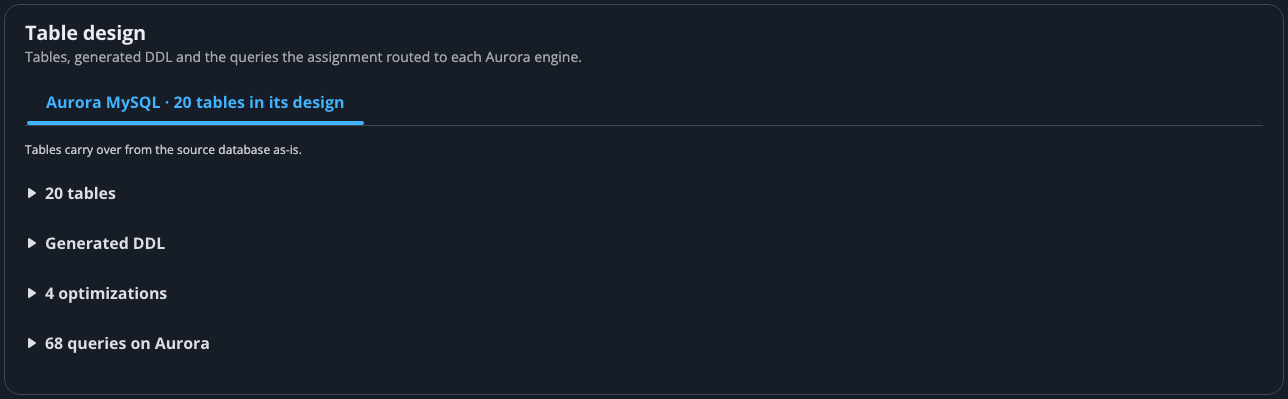 Table design
Tables, generated DDL and the queries the assignment routed to each Aurora engine.
Aurora MySQL · 20 tables in its design
Tables carry over from the source database as-is.
20 tables
Generated DDL
4 optimizations
68 queries on Aurora